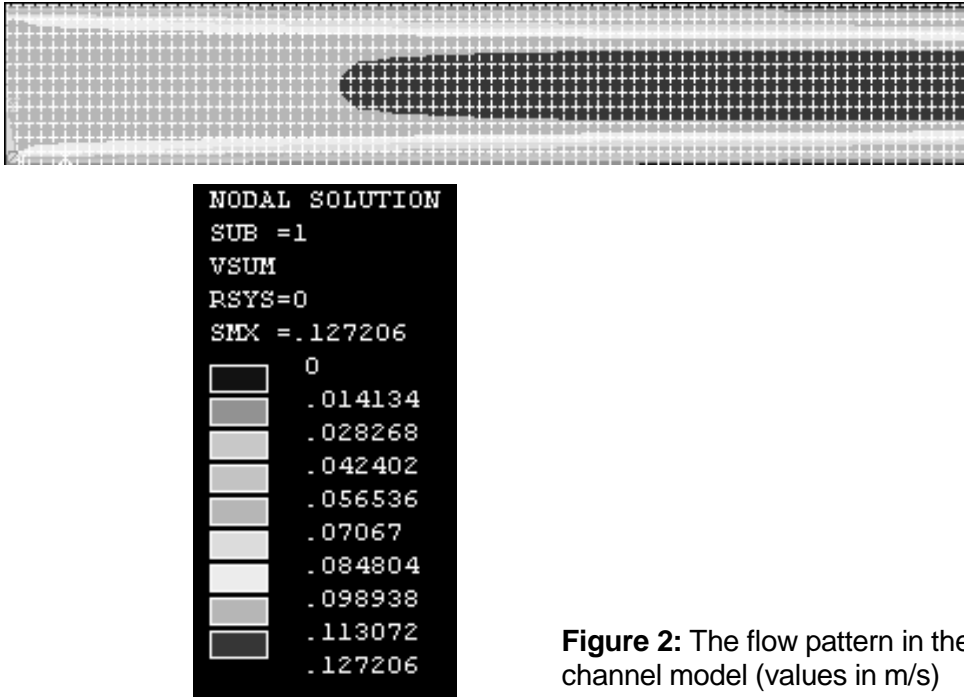 NODAL SOLUTION
SUB =1
VSUM
RSYS=0
SMX =.127206
0
.014134
.028268
.042402
.056536
.07067
.084804
.098938
.113072
.127206
Figure 2: The flow pattern in the
channel model (values in m/s)